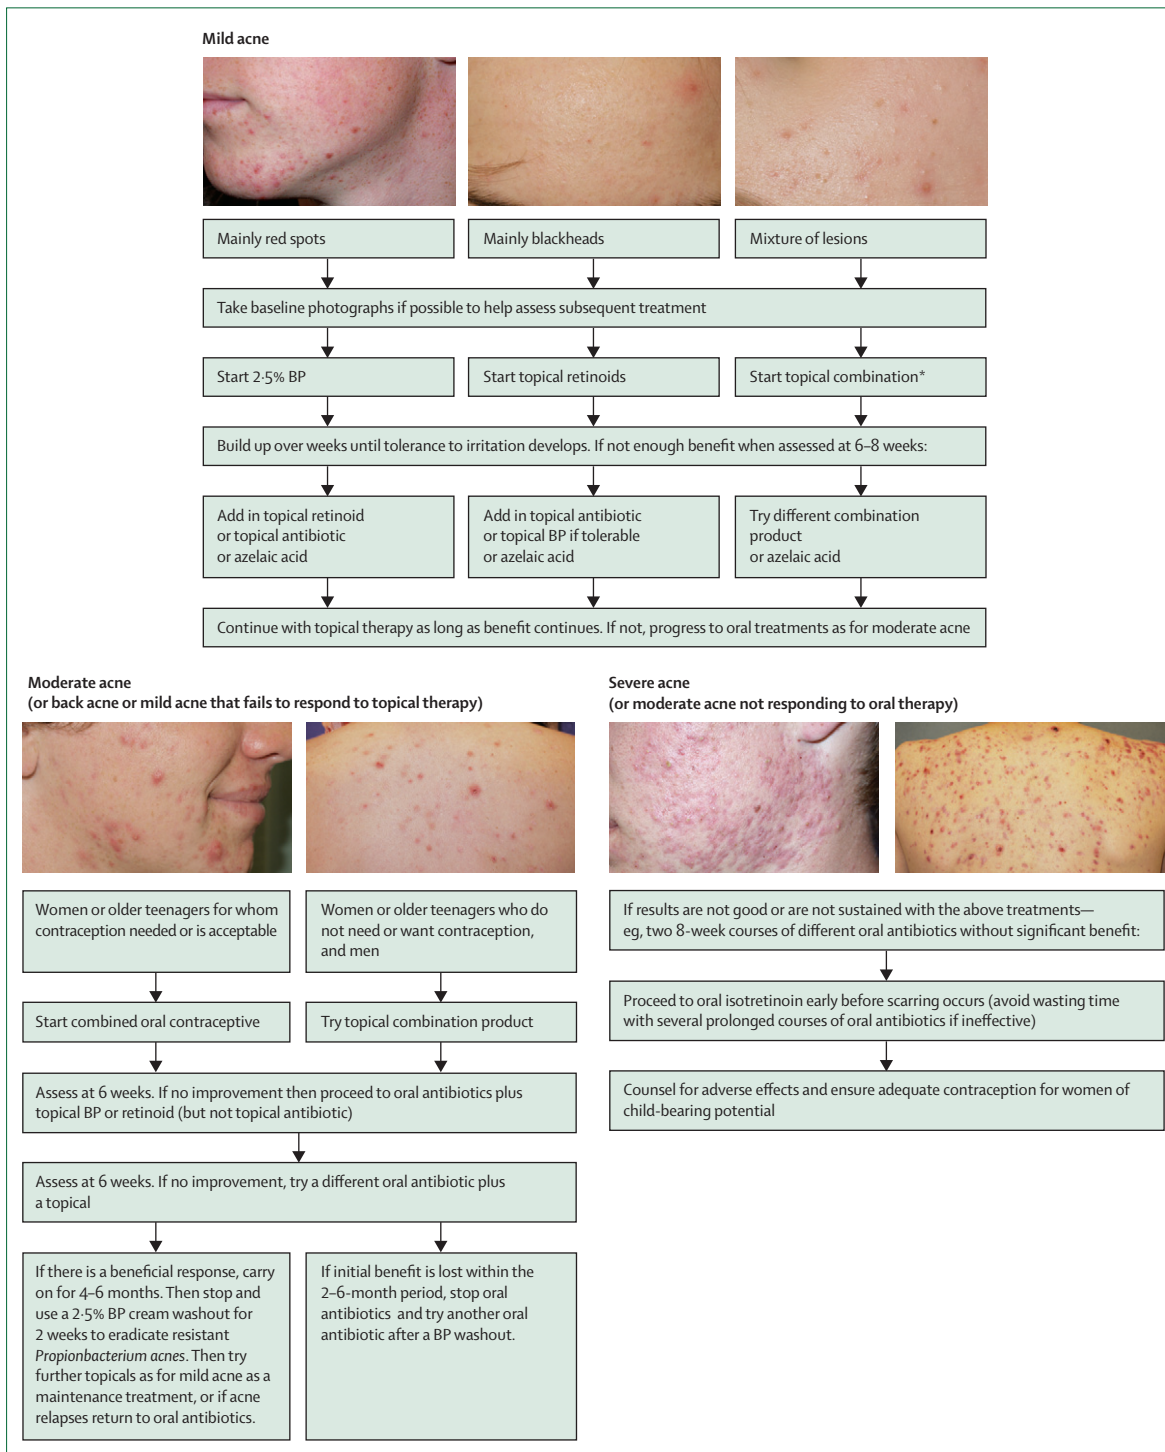 Mild acne
Mainly red spots
Mainly blackheads
Mixture of lesions
Take baseline photographs if possible to help assess subsequent treatment
Start 2·5% BP
Start topical retinoids
Start topical combination*
Build up over weeks until tolerance to irritation develops. If not enough benefit when assessed at 6–8 weeks:
Add in topical retinoid
or topical antibiotic
or azelaic acid
Add in topical antibiotic
or topical BP if tolerable
or azelaic acid
Try different combination
product
or azelaic acid
Continue with topical therapy as long as benefit continues. If not, progress to oral treatments as for moderate acne
Moderate acne
(or back acne or mild acne that fails to respond to topical therapy)
Women or older teenagers for whom
contraception needed or is acceptable
Women or older teenagers who do
not need or want contraception,
and men
Start combined oral contraceptive
Try topical combination product
Assess at 6 weeks. If no improvement then proceed to oral antibiotics plus
topical BP or retinoid (but not topical antibiotic)
Assess at 6 weeks. If no improvement, try a different oral antibiotic plus
a topical
If there is a beneficial response, carry
on for 4–6 months. Then stop and
use a 2·5% BP cream washout for
2 weeks to eradicate resistant
Propionbacterium acnes. Then try
further topicals as for mild acne as a
maintenance treatment, or if acne
relapses return to oral antibiotics.
If initial benefit is lost within the
2–6-month period, stop oral
antibiotics and try another oral
antibiotic after a BP washout.
Severe acne
(or moderate acne not responding to oral therapy)
If results are not good or are not sustained with the above treatments—
eg, two 8-week courses of different oral antibiotics without significant benefit:
Proceed to oral isotretinoin early before scarring occurs (avoid wasting time
with several prolonged courses of oral antibiotics if ineffective)
Counsel for adverse effects and ensure adequate contraception for women of
child-bearing potential